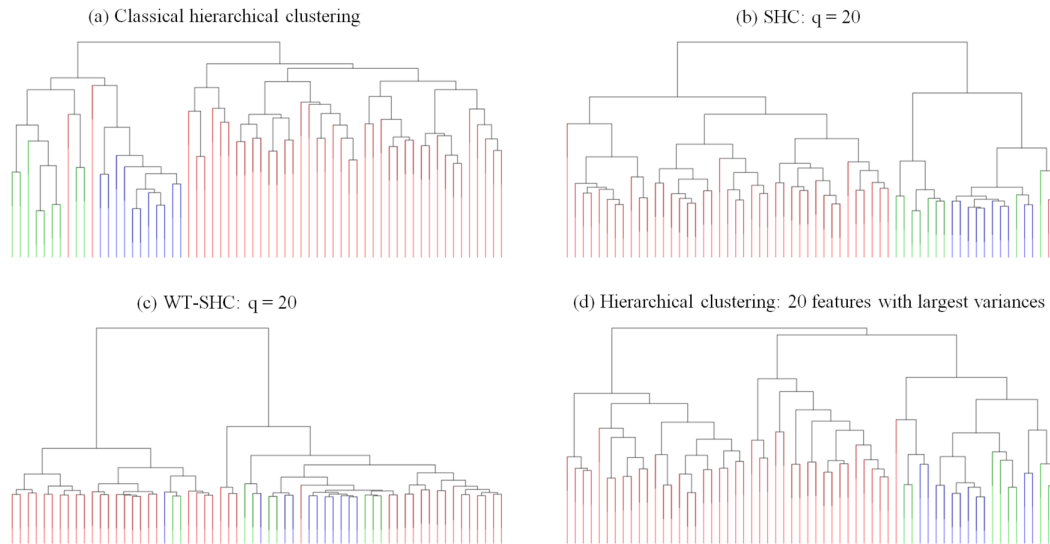 (a) Classical hierarchical clustering
(b) SHC: q = 20
(c) WT-SHC: q = 20
(d) Hierarchical clustering: 20 features with largest variances